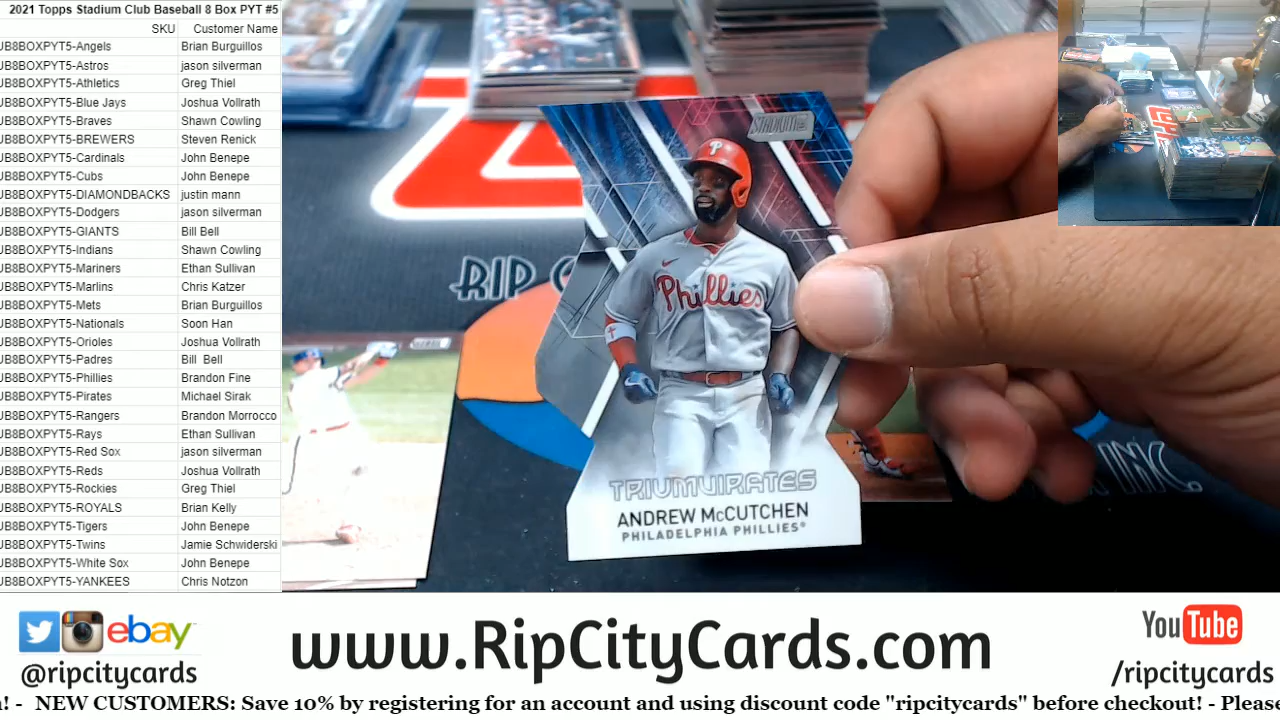 2021 Topps Stadium Club Baseball 8 Box PYT #5
SKU Customer Name
JB8BOXPYT5-Angels Brian Burguillos
JB8BOXPYT5-Astros jason silverman
JB8BOXPYT5-Athletics Greg Thiel
JB8BOXPYT5-Blue Jays Joshua Vollrath
JB8BOXPYT5-Braves Shawn Cowling
JB8BOXPYT5-BREWERS Steven Renick
JB8BOXPYT5-Cardinals John Benepe
JB8BOXPYT5-Cubs John Benepe
JB8BOXPYT5-DIAMONDBACKS justin mann
JB8BOXPYT5-Dodgers jason silverman
JB8BOXPYT5-GIANTS Bill Bell
JB8BOXPYT5-Indians Shawn Cowling
JB8BOXPYT5-Mariners Ethan Sullivan
JB8BOXPYT5-Marlins Chris Katzer
JB8BOXPYT5-Mets Brian Burguillos
JB8BOXPYT5-Nationals Soon Han
JB8BOXPYT5-Orioles Joshua Vollrath
JB8BOXPYT5-Padres Bill Bell
JB8BOXPYT5-Phillies Brandon Fine
JB8BOXPYT5-Pirates Michael Sirak
JB8BOXPYT5-Rangers Brandon Morrocco
JB8BOXPYT5-Rays Ethan Sullivan
JB8BOXPYT5-Red Sox jason silverman
JB8BOXPYT5-Reds Joshua Vollrath
JB8BOXPYT5-Rockies Greg Thiel
JB8BOXPYT5-ROYALS Brian Kelly
JB8BOXPYT5-Tigers John Benepe
JB8BOXPYT5-Twins Jamie Schwiderski
JB8BOXPYT5-White Sox John Benepe
JB8BOXPYT5-YANKEES Chris Notzon
STADIUM
P
RIP C
Phillies
TRIUMVIRATES
ANDREW McCUTCHEN
PHILADELPHIA PHILLIES®
INK.
ebay
@ripcitycards
www.RipCityCards.com
YouTube
/ripcitycards
! - NEW CUSTOMERS: Save 10% by registering for an account and using discount code "ripcitycards" before checkout! - Please